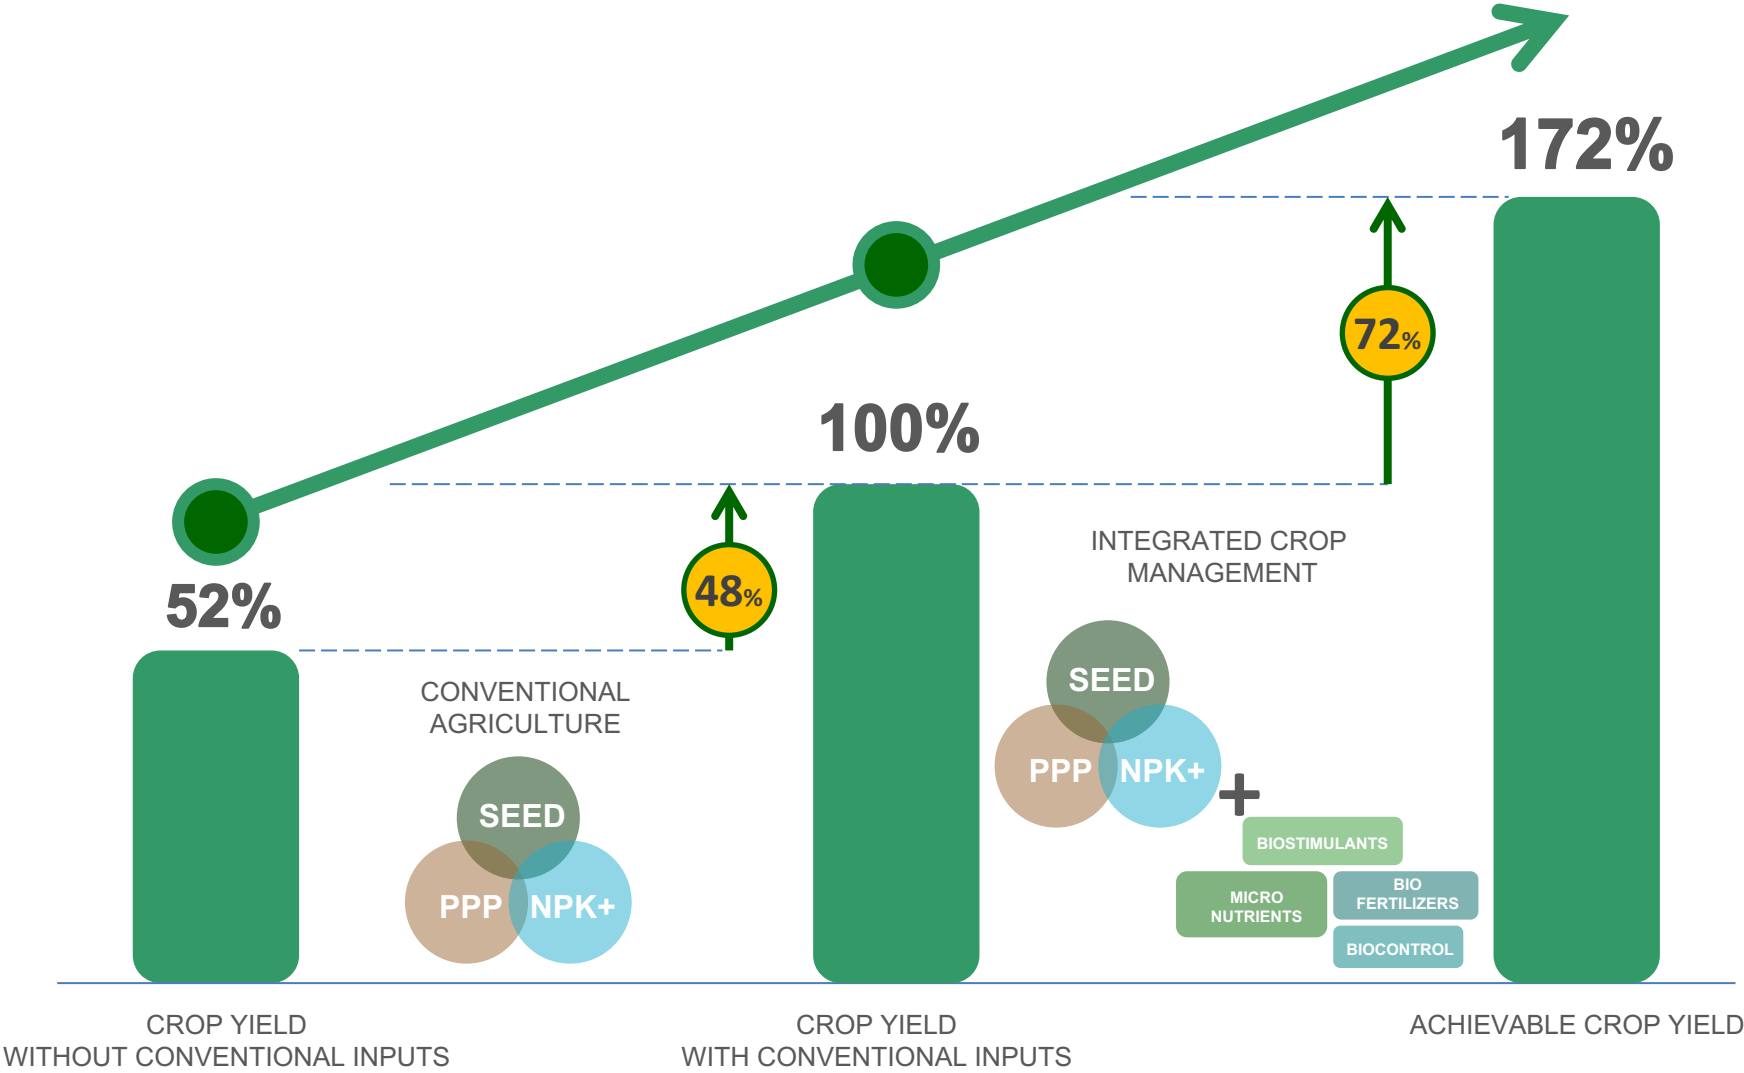 172%
72%
100%
48%
52%
INTEGRATED CROP
MANAGEMENT
CONVENTIONAL
AGRICULTURE
SEED
PPP
NPK+
SEED
PPP
NPK+
+
BIOSTIMULANTS
MICRO
NUTRIENTS
BIO
FERTILIZERS
BIOCONTROL
CROP YIELD
WITHOUT CONVENTIONAL INPUTS
CROP YIELD
WITH CONVENTIONAL INPUTS
ACHIEVABLE CROP YIELD